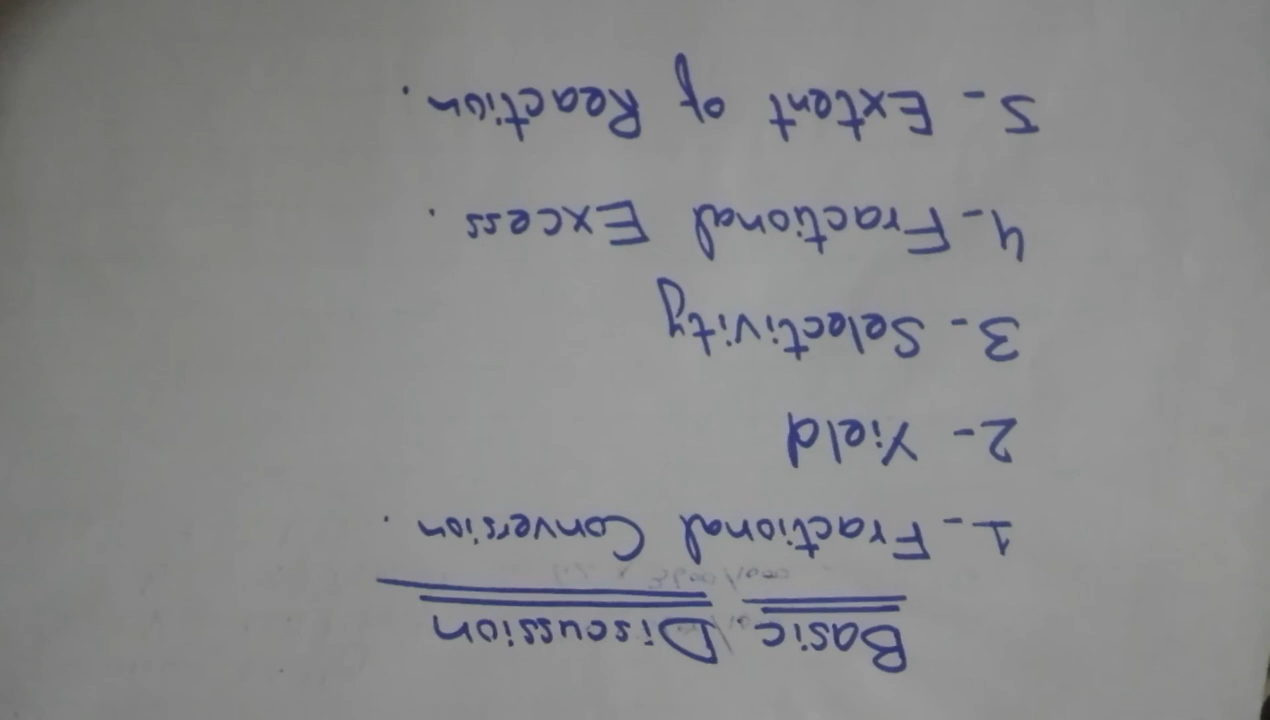 Basic Discussion
1- Fractional Conversion.
2- Yield
3- Selectivity
4- Fractional Excess.
5- Extent of Reaction.